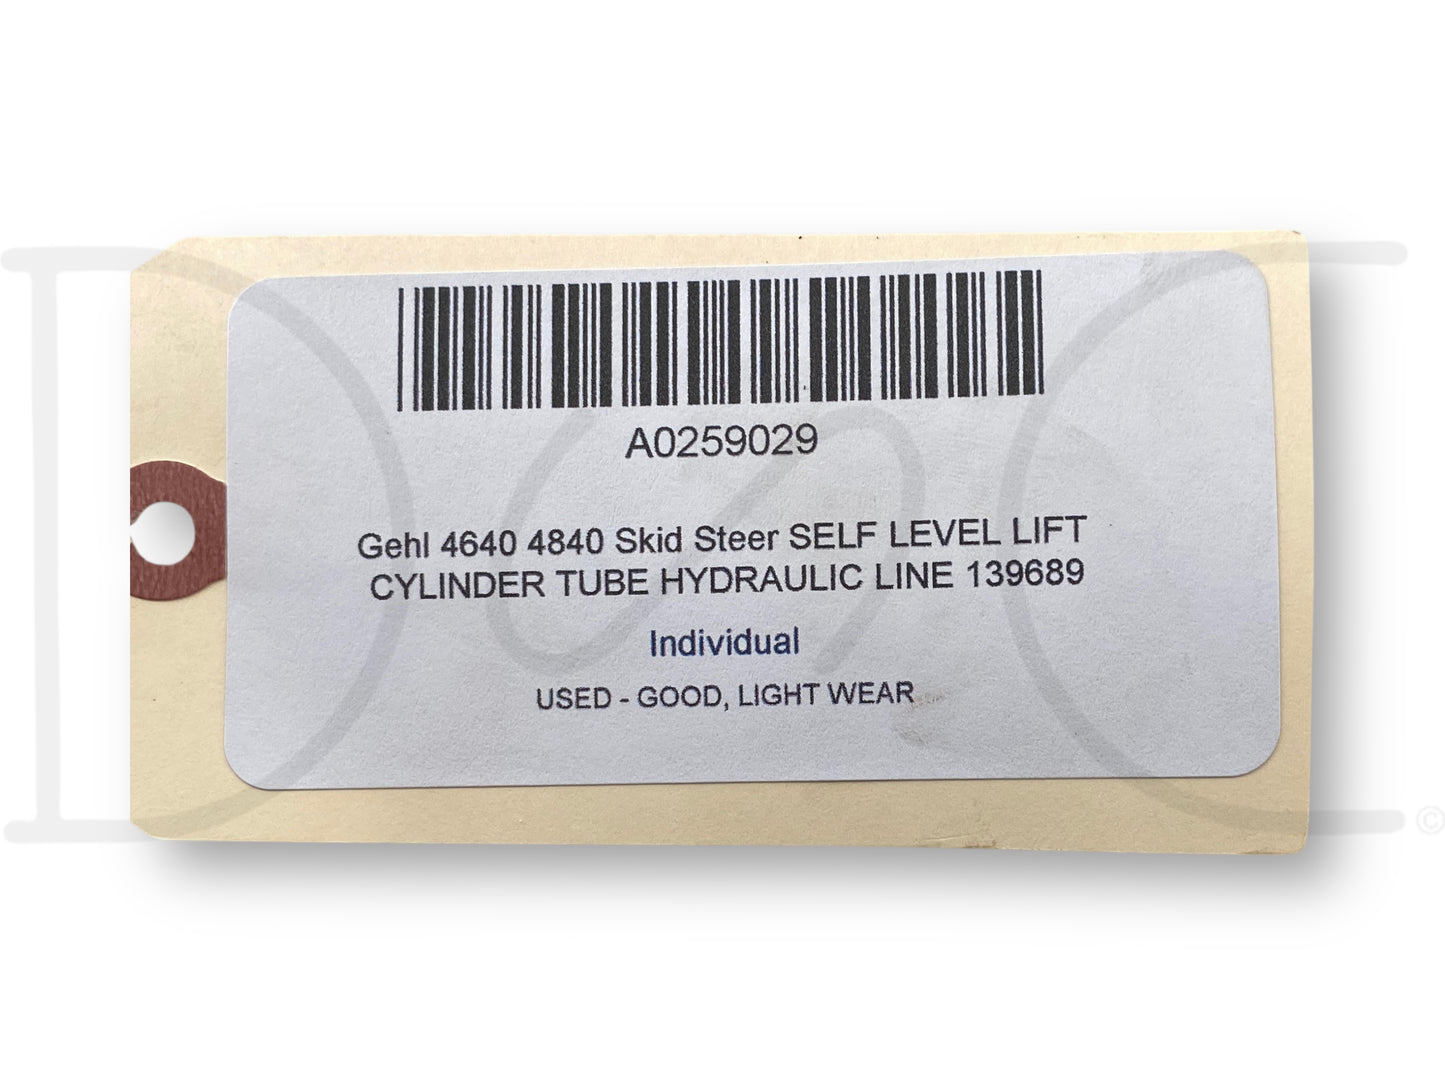 A0259029
Gehl 4640 4840 Skid Steer SELF LEVEL LIFT
CYLINDER TUBE HYDRAULIC LINE 139689
Individual
USED - GOOD, LIGHT WEAR
©